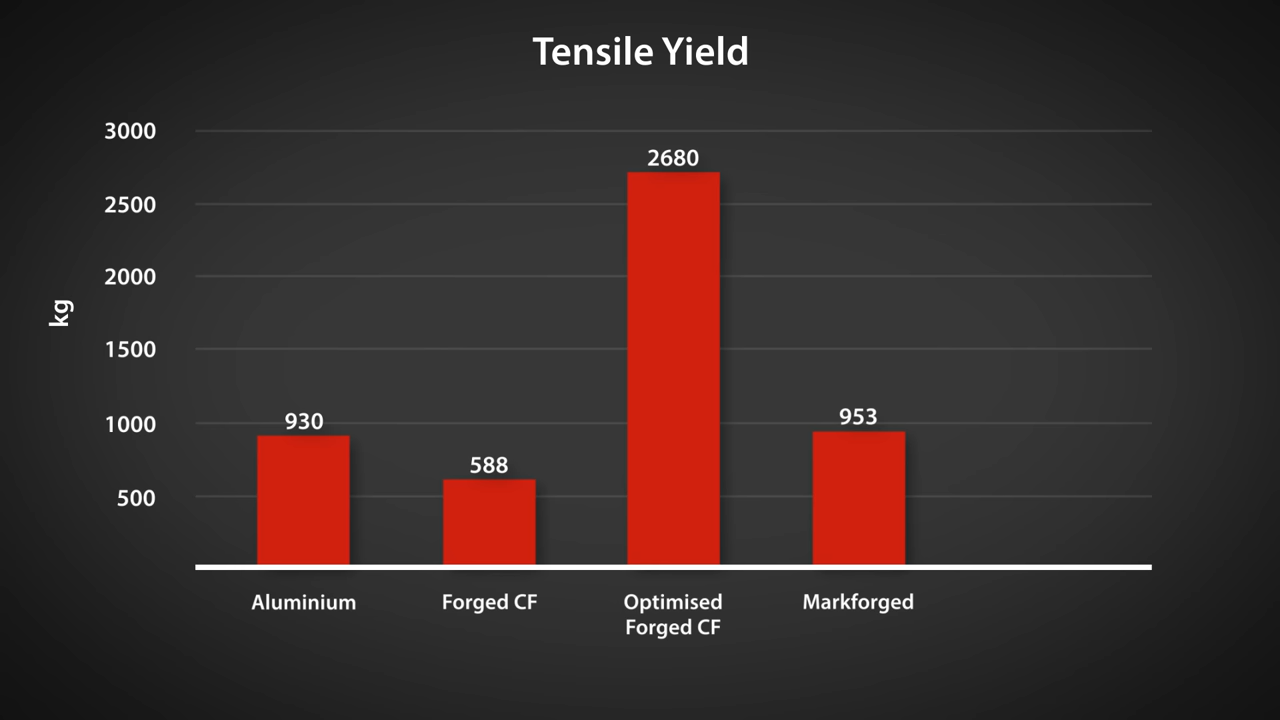 Tensile Yield
3000
2500
2000
1500
1000
500
kg
930
588
2680
953
Aluminium
Forged CF
Optimised
Forged CF
Markforged